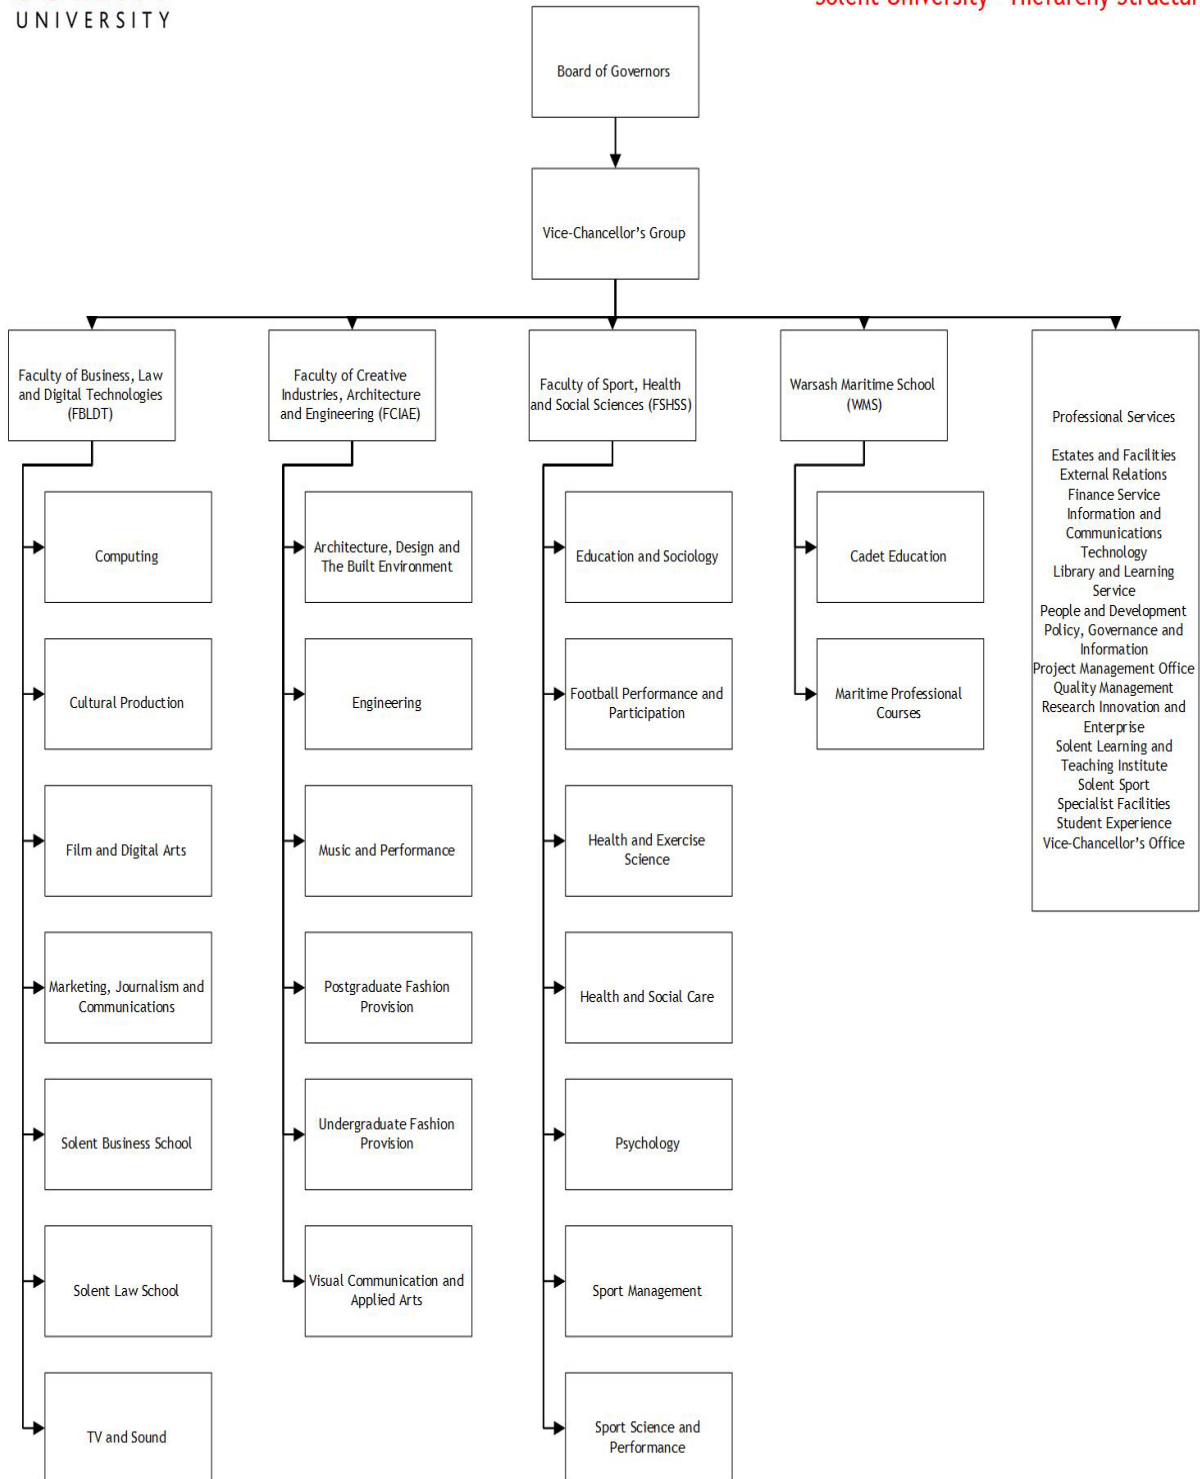 UNIVERSITY
Solent University - Hierarchy Structur
Board of Governors
Vice-Chancellor’s Group
Faculty of Business, Law
and Digital Technologies
(FBLDT)
Faculty of Creative
Industries, Architecture
and Engineering (FCIAE)
Faculty of Sport, Health
and Social Sciences (FSHSS)
Warsash Maritime School
(WMS)
Professional Services
Estates and Facilities
External Relations
Finance Service
Information and
Communications
Technology
Library and Learning
Service
People and Development
Policy, Governance and
Information
Project Management Office
Quality Management
Research Innovation and
Enterprise
Solent Learning and
Teaching Institute
Solent Sport
Specialist Facilities
Student Experience
Vice-Chancellor’s Office
Computing
Cultural Production
Film and Digital Arts
Marketing, Journalism and
Communications
Solent Business School
Solent Law School
TV and Sound
Architecture, Design and
The Built Environment
Engineering
Music and Performance
Postgraduate Fashion
Provision
Undergraduate Fashion
Provision
Visual Communication and
Applied Arts
Education and Sociology
Football Performance and
Participation
Health and Exercise
Science
Health and Social Care
Psychology
Sport Management
Sport Science and
Performance
Cadet Education
Maritime Professional
Courses